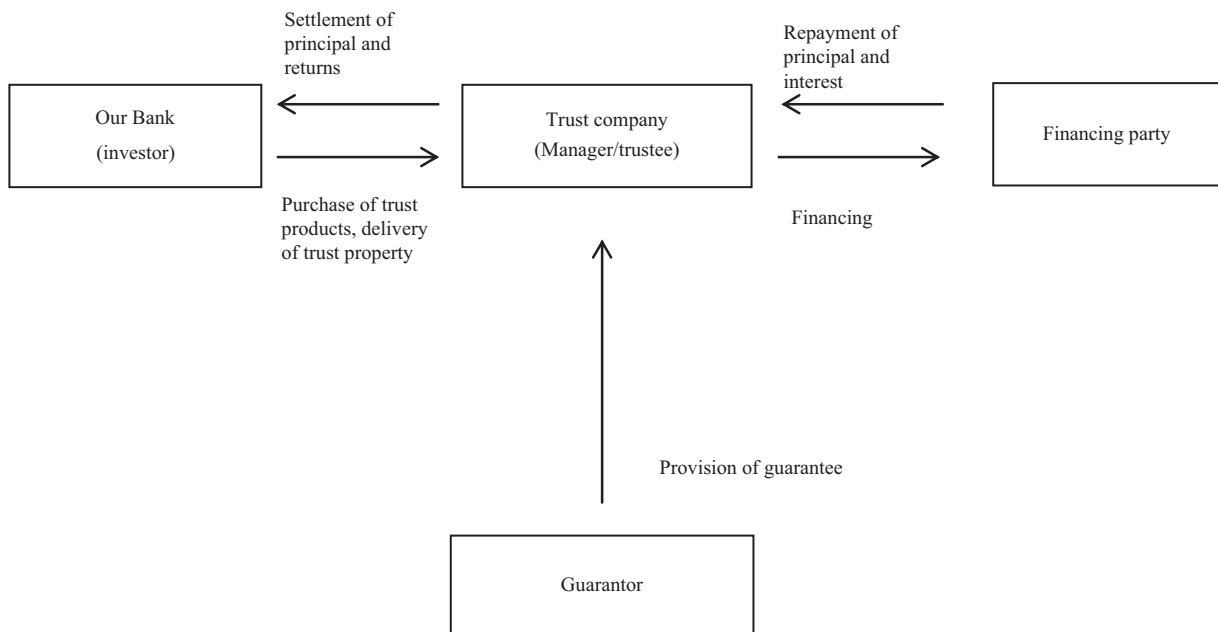 Settlement of
principal and
returns
Repayment of
principal and
interest
Our Bank
(investor)
Trust company
(Manager/trustee)
Financing party
Purchase of trust
products, delivery
of trust property
Financing
Provision of guarantee
Guarantor